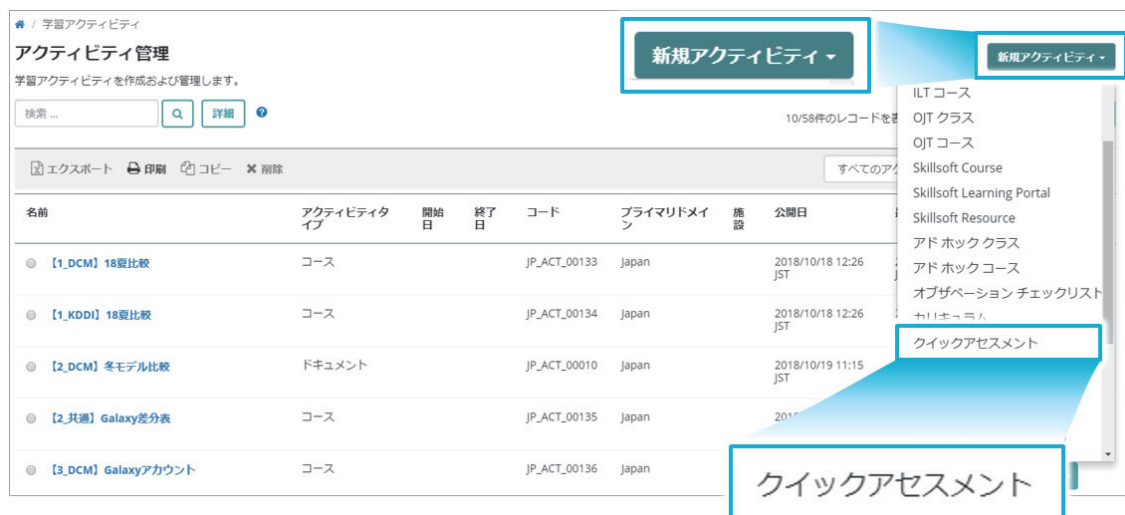 / 学習アクティビティ
アクティビティ管理
学習アクティビティを作成および管理します。
検索 ...
詳細
新規アクティビティ
新規アクティビティ
10/58件のレコードを
エクスポート 印刷 コピー 削除
すべてのア
名前 アクティビティタイプ 開始日 終了日 コード プライマリドメイン 施設 公開日
【1_DCM】18夏比較 コース JP_ACT_00133 Japan 2018/10/18 12:26 JST
【1_KDDI】18夏比較 コース JP_ACT_00134 Japan 2018/10/18 12:26 JST
【2_DCM】冬モデル比較 ドキュメント JP_ACT_00010 Japan 2018/10/19 11:15 JST
【2_共通】Galaxy差分表 コース JP_ACT_00135 Japan
【3_DCM】Galaxyアカウント コース JP_ACT_00136 Japan
ILT コース
OJT クラス
OJT コース
Skillsoft Course
Skillsoft Learning Portal
Skillsoft Resource
アド ホック クラス
アド ホック コース
オブザベーション チェックリスト
カリキュラム
クイックアセスメント
クイックアセスメント